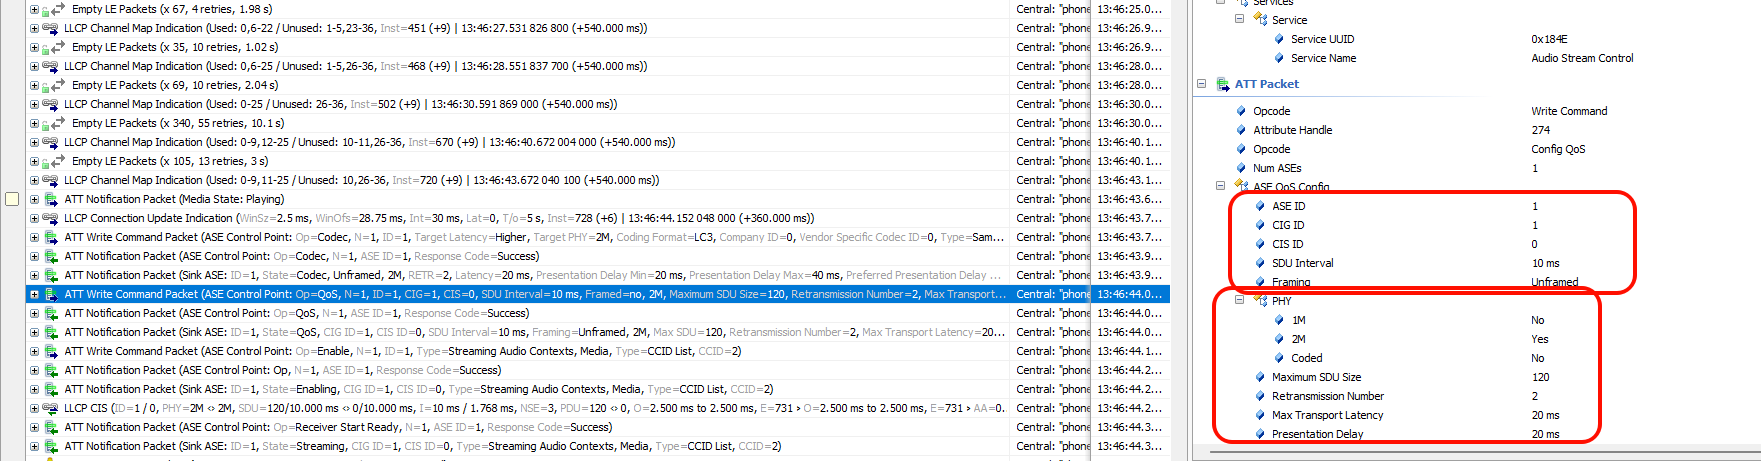 Empty LE Packets (x 67, 4 retries, 1.98 s) Central: "phone 13:46:25.0...
LLCP Channel Map Indication (Used: 0,6-22 / Unused: 1-5,23-36, Inst=451 (+9) | 13:46:27.531 826 800 (+540.000 ms)) Central: "phone 13:46:26.9...
Empty LE Packets (x 35, 10 retries, 1.02 s) Central: "phone 13:46:26.9...
LLCP Channel Map Indication (Used: 0,6-25 / Unused: 1-5,26-36, Inst=468 (+9) | 13:46:28.551 837 700 (+540.000 ms)) Central: "phone 13:46:28.0...
Empty LE Packets (x 69, 10 retries, 2.04 s) Central: "phone 13:46:28.0...
LLCP Channel Map Indication (Used: 0-25 / Unused: 26-36, Inst=502 (+9) | 13:46:30.591 869 000 (+540.000 ms)) Central: "phone 13:46:30.0...
Empty LE Packets (x 340, 55 retries, 10.1 s) Central: "phone 13:46:30.0...
LLCP Channel Map Indication (Used: 0-9,12-25 / Unused: 10-11,26-36, Inst=670 (+9) | 13:46:40.672 004 000 (+540.000 ms)) Central: "phone 13:46:40.1...
Empty LE Packets (x 105, 13 retries, 3 s) Central: "phone 13:46:40.1...
LLCP Channel Map Indication (Used: 0-9,11-25 / Unused: 10,26-36, Inst=720 (+9) | 13:46:43.672 040 100 (+540.000 ms)) Central: "phone 13:46:43.1...
ATT Notification Packet (Media State: Playing) Central: "phone 13:46:43.6...
LLCP Connection Update Indication (WinSz=2.5 ms, WinOfs=28.75 ms, Int=30 ms, Lat=0, T/o=5 s, Inst=728 (+6) | 13:46:44.152 048 000 (+360.000 ms)) Central: "phone 13:46:43.7...
ATT Write Command Packet (ASE Control Point: Op=Codec, N=1, ID=1, Target Latency=Higher, Target PHY=2M, Coding Format=LC3, Company ID=0, Vendor Specific Codec ID=0, Type=Sam... Central: "phone 13:46:43.7...
ATT Notification Packet (ASE Control Point: Op=Codec, N=1, ASE ID=1, Response Code=Success) Central: "phone 13:46:43.9...
ATT Notification Packet (Sink ASE: ID=1, State=Codec, Unframed, 2M, RETR=2, Latency=20 ms, Presentation Delay Min=20 ms, Presentation Delay Max=40 ms, Preferred Presentation Delay ... Central: "phone 13:46:43.9...
ATT Write Command Packet (ASE Control Point: Op=QoS, N=1, ID=1, CIG=1, CIS=0, SDU Interval=10 ms, Framed=no, 2M, Maximum SDU Size=120, Retransmission Number=2, Max Transport... Central: "phone 13:46:44.0...
ATT Notification Packet (ASE Control Point: Op=QoS, N=1, ASE ID=1, Response Code=Success) Central: "phone 13:46:44.0...
ATT Notification Packet (Sink ASE: ID=1, State=QoS, CIG ID=1, CIS ID=0, SDU Interval=10 ms, Framing=Unframed, 2M, Max SDU=120, Retransmission Number=2, Max Transport Latency=20... Central: "phone 13:46:44.0...
ATT Write Command Packet (ASE Control Point: Op=Enable, N=1, ID=1, Type=Streaming Audio Contexts, Media, Type=CCID List, CCID=2) Central: "phone 13:46:44.1...
ATT Notification Packet (ASE Control Point: Op, N=1, ASE ID=1, Response Code=Success) Central: "phone 13:46:44.2...
ATT Notification Packet (Sink ASE: ID=1, State=Enabling, CIG ID=1, CIS ID=0, Type=Streaming Audio Contexts, Media, Type=CCID List, CCID=2) Central: "phone 13:46:44.2...
LLCP CIS (ID=1 / 0, PHY=2M <> 2M, SDU=120/10.000 ms <> 0/10.000 ms, I=10 ms / 1.768 ms, NSE=3, PDU=120 <> 0, O=2.500 ms to 2.500 ms, E=731 > O=2.500 ms to 2.500 ms, E=731 > AA=0... Central: "phone 13:46:44.2...
ATT Notification Packet (ASE Control Point: Op=Receiver Start Ready, N=1, ASE ID=1, Response Code=Success) Central: "phone 13:46:44.3...
ATT Notification Packet (Sink ASE: ID=1, State=Streaming, CIG ID=1, CIS ID=0, Type=Streaming Audio Contexts, Media, Type=CCID List, CCID=2) Central: "phone 13:46:44.3...
Services
Service
Service UUID 0x184E
Service Name Audio Stream Control
ATT Packet
Opcode Write Command
Attribute Handle 274
Opcode Config QoS
Num ASEs 1
ASE QoS Config
ASE ID 1
CIG ID 1
CIS ID 0
SDU Interval 10 ms
Framing Unframed
PHY
1M No
2M Yes
Coded No
Maximum SDU Size 120
Retransmission Number 2
Max Transport Latency 20 ms
Presentation Delay 20 ms